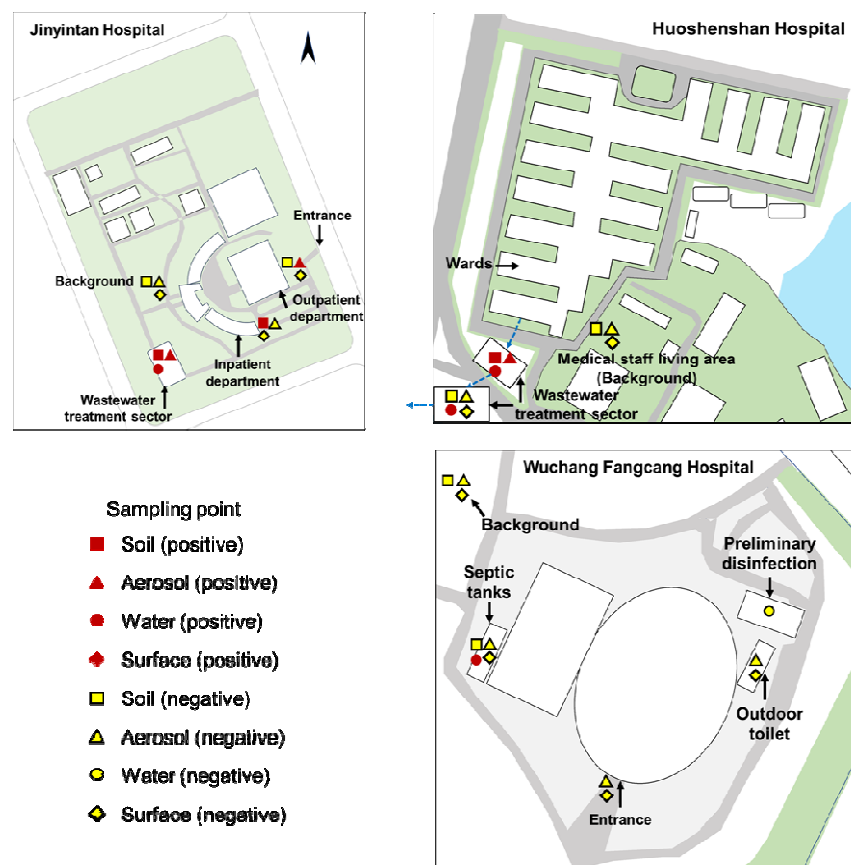 Jinyintan Hospital
Entrance
Background
Outpatient
department
Inpatient
department
Wastewater
treatment sector
Huoshenshan Hospital
Wards
Medical staff living area
(Background)
Wastewater
treatment sector
Sampling point
Soil (positive)
Aerosol (positive)
Water (positive)
Surface (positive)
Soil (negative)
Aerosol (negative)
Water (negative)
Surface (negative)
Wuchang Fangcang Hospital
Background
Preliminary
disinfection
Septic
tanks
Outdoor
toilet
Entrance